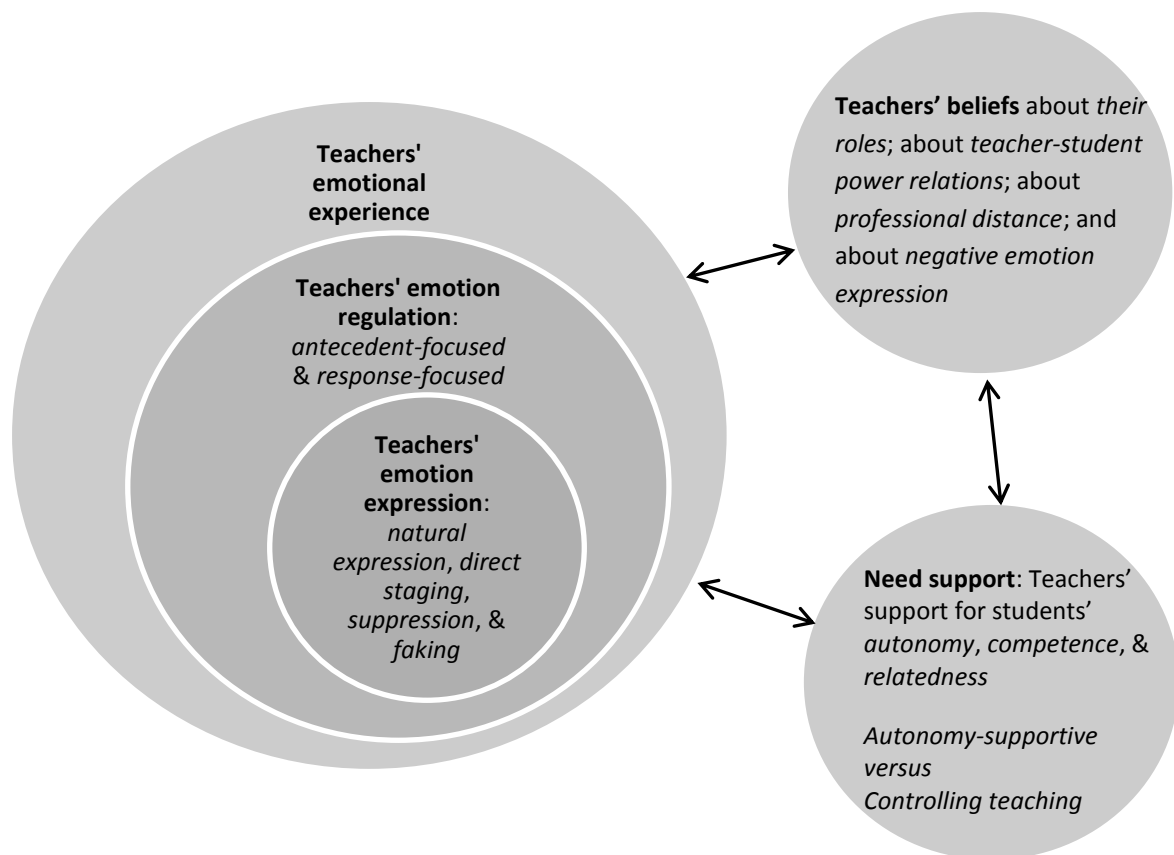 Teachers'
emotional
experience
Teachers' emotion
regulation:
antecedent-focused
& response-focused
Teachers'
emotion
expression:
natural
expression, direct
staging,
suppression, &
faking
Teachers’ beliefs about their
roles; about teacher-student
power relations; about
professional distance; and
about negative emotion
expression
Need support: Teachers’
support for students’
autonomy, competence, &
relatedness
Autonomy-supportive
versus
Controlling teaching